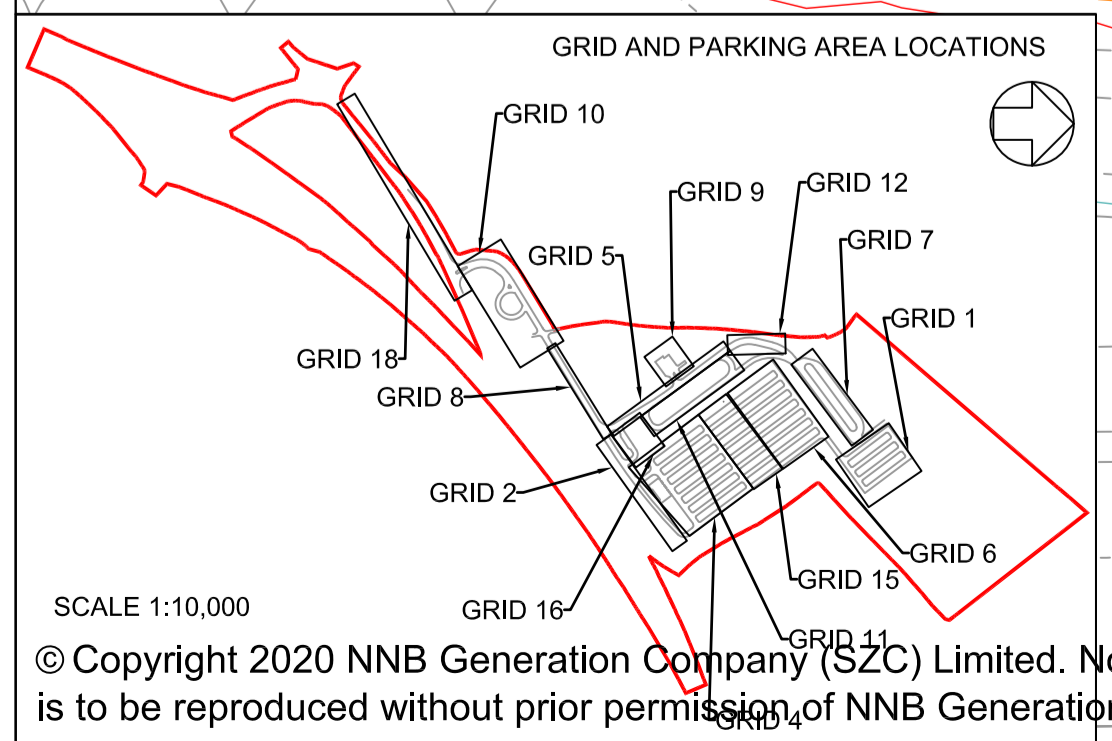 GRID AND PARKING AREA LOCATIONS
GRID 10
GRID 9
GRID 12
GRID 7
GRID 5
GRID 1
GRID 18
GRID 8
GRID 2
GRID 6
GRID 15
SCALE 1:10,000
GRID 16
GRID 11
© Copyright 2020 NNB Generation Company (SZC) Limited. No
is to be reproduced without prior permission of NNB Generation
GRID 4